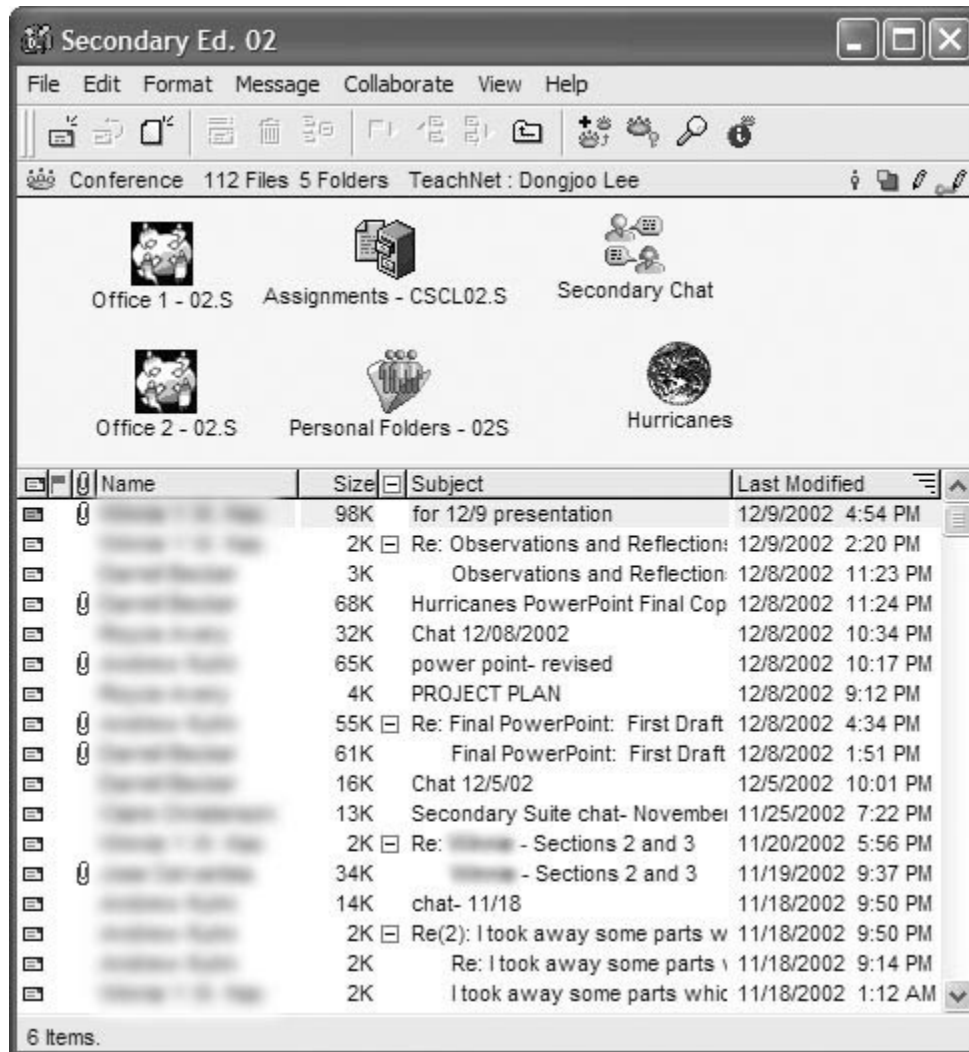 Secondary Ed. 02
File Edit Format Message Collaborate View Help
Conference 112 Files 5 Folders TeachNet : Dongjoo Lee
Office 1 - 02.S Assignments - CSCL02.S Secondary Chat
Office 2 - 02.S Personal Folders - 02S Hurricanes
Name Size Subject Last Modified
98K for 12/9 presentation 12/9/2002 4:54 PM
2K Re: Observations and Reflections 12/9/2002 2:20 PM
3K Observations and Reflection 12/8/2002 11:23 PM
68K Hurricanes PowerPoint Final Cop 12/8/2002 11:24 PM
32K Chat 12/08/2002 12/8/2002 10:34 PM
65K power point- revised 12/8/2002 10:17 PM
4K PROJECT PLAN 12/8/2002 9:12 PM
55K Re: Final PowerPoint: First Draft 12/8/2002 4:34 PM
61K Final PowerPoint: First Draft 12/8/2002 1:51 PM
16K Chat 12/5/02 12/5/2002 10:01 PM
13K Secondary Suite chat- November 11/25/2002 7:22 PM
2K Re: - Sections 2 and 3 11/20/2002 5:56 PM
34K - Sections 2 and 3 11/19/2002 9:37 PM
14K chat- 11/18 11/18/2002 9:50 PM
2K Re(2): I took away some parts w 11/18/2002 9:50 PM
2K Re: I took away some parts 11/18/2002 9:14 PM
2K I took away some parts whic 11/18/2002 1:12 AM
6 Items.